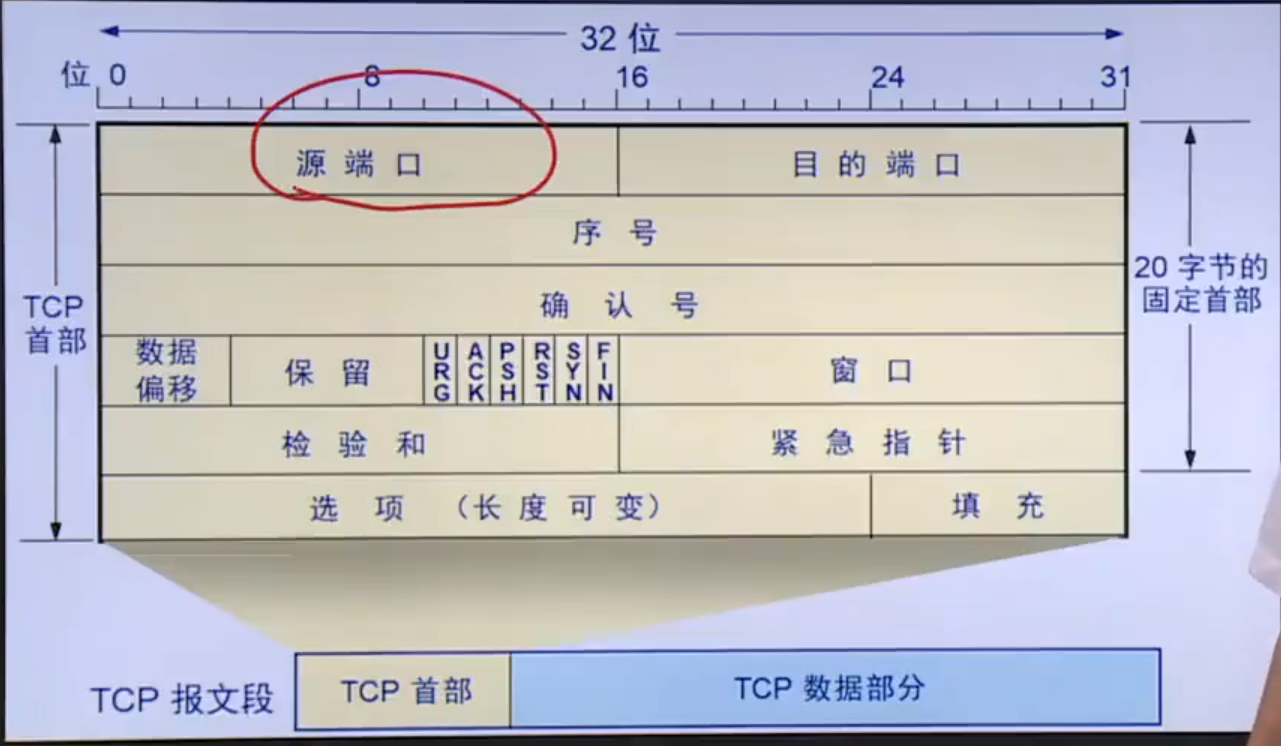 32 位
位 0 8 16 24 31
源 端 口 目 的 端 口
序 号
确 认 号
TCP
首部
20 字节的
固定首部
数据
偏移
保 留
URG
ACK
PSH
RST
SYN
FIN
窗 口
检 验 和 紧 急 指 针
选 项 （长 度 可 变） 填 充
TCP 报文段
TCP 首部
TCP 数据部分